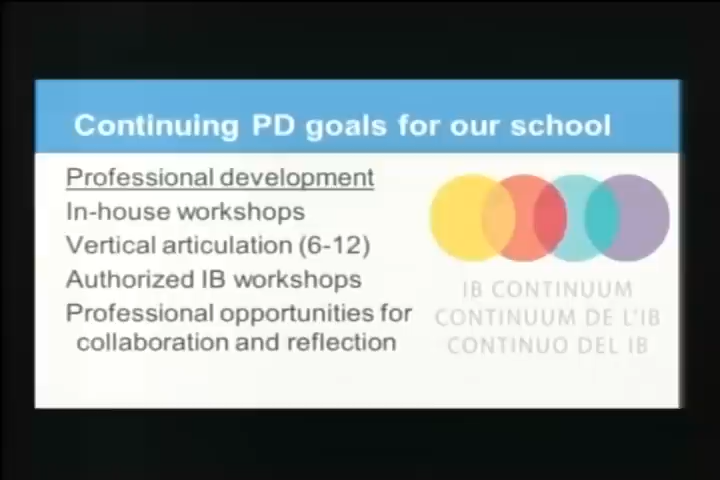 Continuing PD goals for our school
Professional development
In-house workshops
Vertical articulation (6-12)
Authorized IB workshops
Professional opportunities for
collaboration and reflection
IB CONTINUUM
CONTINUUM DE L'IB
CONTINUO DEL IB